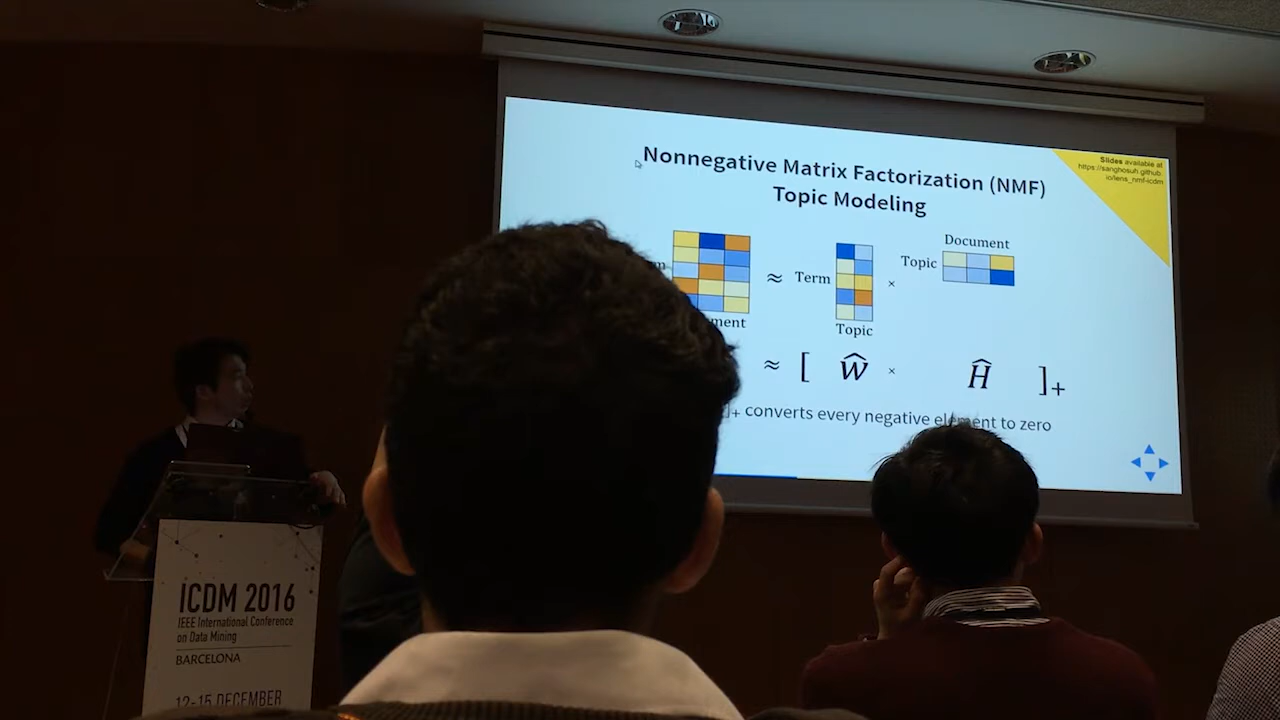 Nonnegative Matrix Factorization (NMF)
Topic Modeling
Slides available at
https://sanghosuh.github.
io/lens_nmf-icdm
≈ Term × Topic
Document
Topic
≈ [ Ŵ × Ĥ ]₊
]₊ converts every negative element to zero
ICDM 2016
IEEE International Conference
on Data Mining
BARCELONA
12-15 DECEMBER